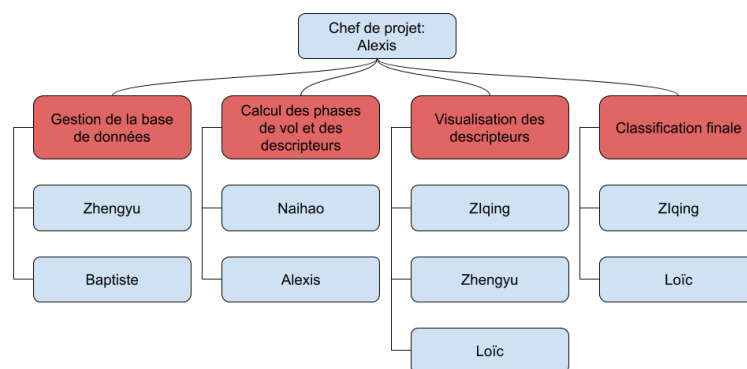 Chef de projet:
Alexis
Gestion de la base
de données
Calcul des phases
de vol et des
descripteurs
Visualisation des
descripteurs
Classification finale
Zhengyu
Naihao
ZIqing
ZIqing
Baptiste
Alexis
Zhengyu
Loïc
Loïc